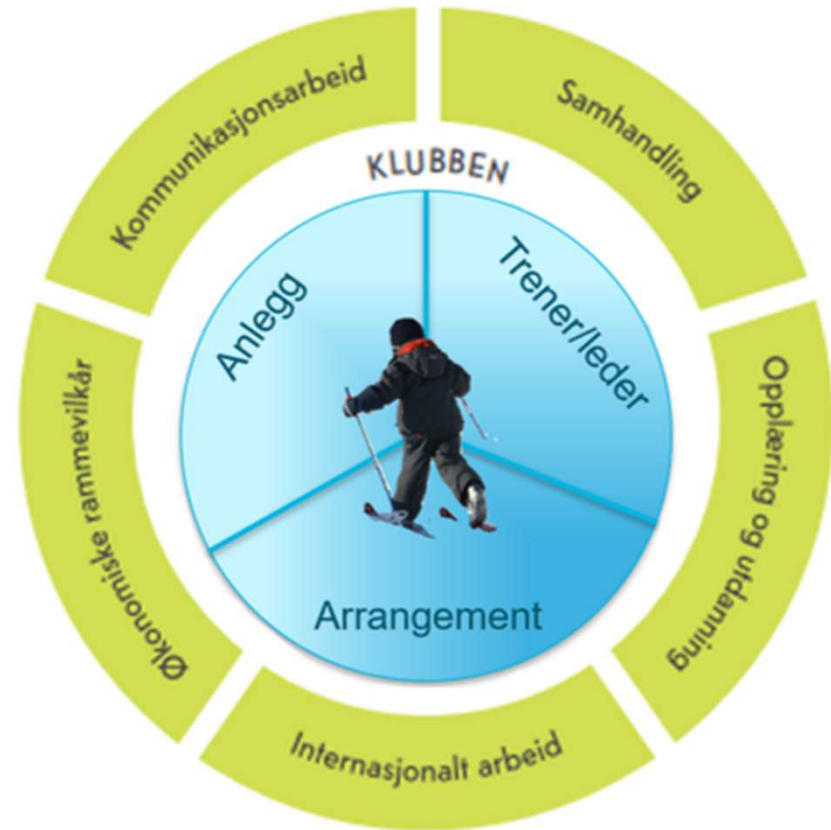 Kommunikasjonsarbeid
Samhandling
KLUBBEN
Anlegg
Trener/leder
Økonomiske rammevilkår
Opplæring og utdanning
Arrangement
Internasjonalt arbeid